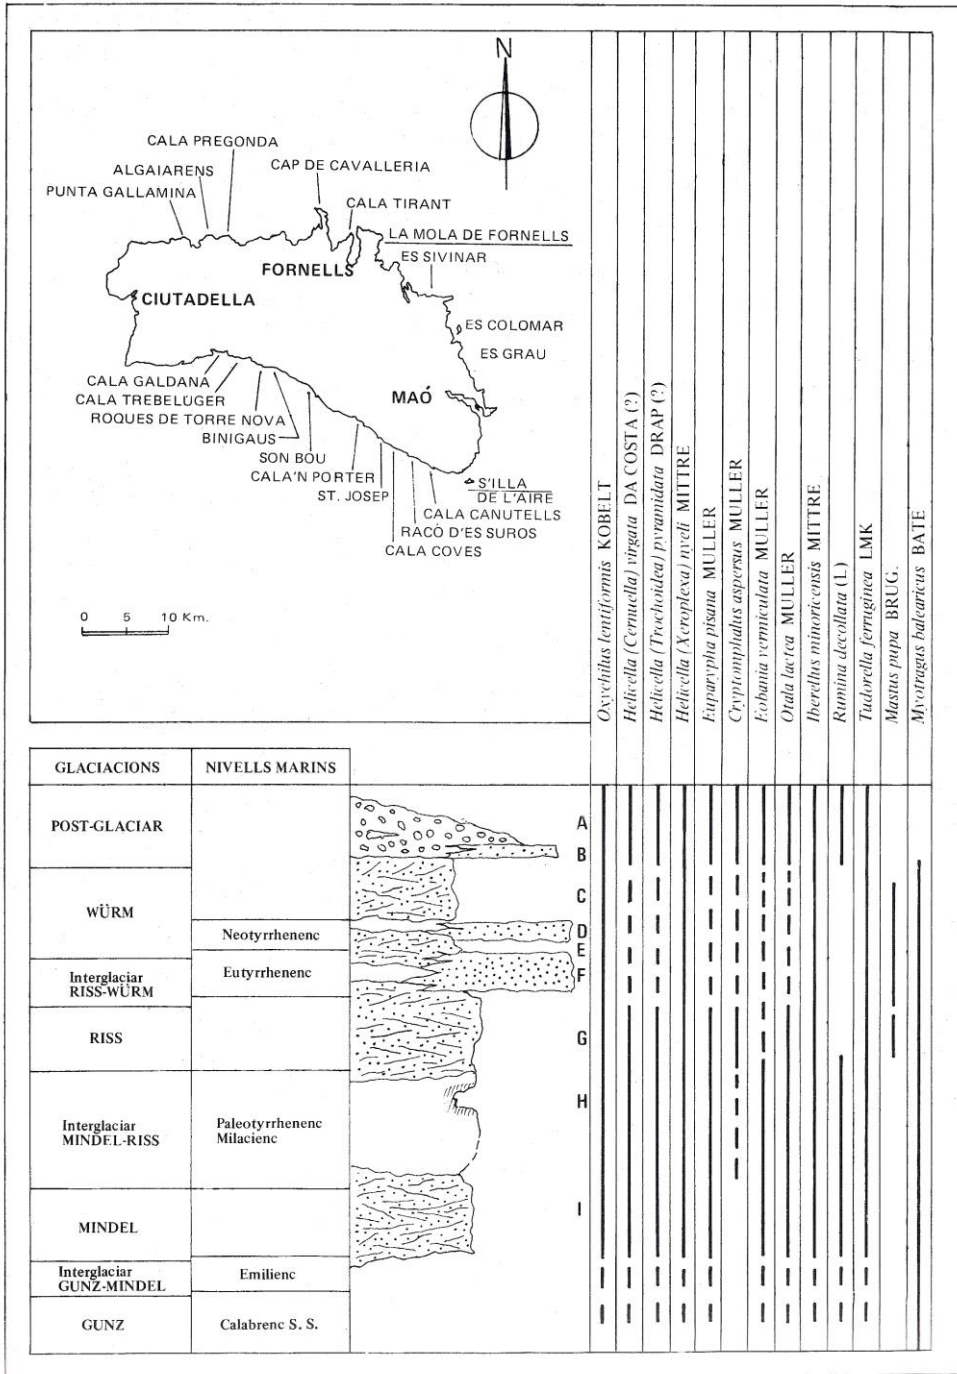 N
CALA PREGONDA
ALGAIARENS
PUNTA GALLAMINA
CAP DE CAVALLERIA
CALA TIRANT
LA MOLA DE FORNELLS
FORNELLS
ES SIVINAR
CIUTADELLA
ES COLOMAR
ES GRAU
CALA GALDANA
CALA TREBELUGER
ROQUES DE TORRE NOVA
BINIGAUS
MAÓ
SON BOU
CALA'N PORTER
ST. JOSEP
S'ILLA
DE L'AIRE
CALA CANUTELLS
RACÓ D'ES SUROS
CALA COVES
0 5 10 Km.
Oxychilus lentiformis KOBELT
Helicella (Cernuella) virgata DA COSTA (?)
Helicella (Trochoidea) pyramidata DRAP (?)
Helicella (Xeroplexa) nyeli MITTRE
Euparypha pisana MULLER
Cryptomphalus aspersus MULLER
Eobania vermiculata MULLER
Otala lactea MULLER
Iberellus minoricensis MITTRE
Rumina decollata (L)
Tudorella ferruginea LMK
Mastus pupa BRUG.
Myotragus balearicus BATE
GLACIACIONS
NIVELLS MARINS
POST-GLACIAR
A
B
WÜRM
C
Neotyrrhenenc
D
E
Interglaciar
RISS-WÜRM
Eutyrrhenenc
F
RISS
G
Interglaciar
MINDEL-RISS
Paleotyrrhenenc
Milacienc
H
MINDEL
I
Interglaciar
GUNZ-MINDEL
Emilienc
GUNZ
Calabrenc S. S.